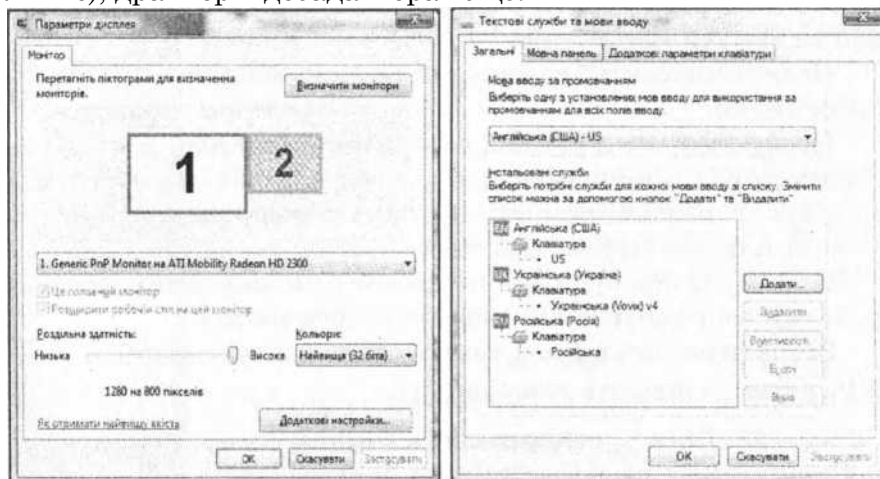 Параметри дисплея
Монітор
Перетягніть піктограми для визначення
моніторів.
Визначити монітори
1
2
1. Generic PnP Monitor на ATI Mobility Radeon HD 2300
Це головний монітор
Розширити робочий стіл на цей монітор
Роздільна здатність:
Кольори:
Низька
Висока
Найвища (32 біта)
1280 на 800 пікселів
Як отримати найвищу якість
Додаткові настройки...
OK
Скасувати
Застосувати
Текстові служби та мови вводу
Загальні
Мовна панель
Додаткові параметри клавіатури
Мова вводу за промовчанням
Виберіть одну з установлених мов вводу для використання за
промовчанням для всіх полів вводу.
Англійська (США) - US
Інстальовані служби
Виберіть потрібні служби для кожної мови вводу зі списку. Змінити
список можна за допомогою кнопок "Додати" та "Видалити"
Англійська (США)
Клавіатура
US
Українська (Україна)
Клавіатура
Українська (Vovix) v4
Російська (Росія)
Клавіатура
Російська
Додати...
Видалити
Вгору
Вниз
OK
Скасувати
Застосувати